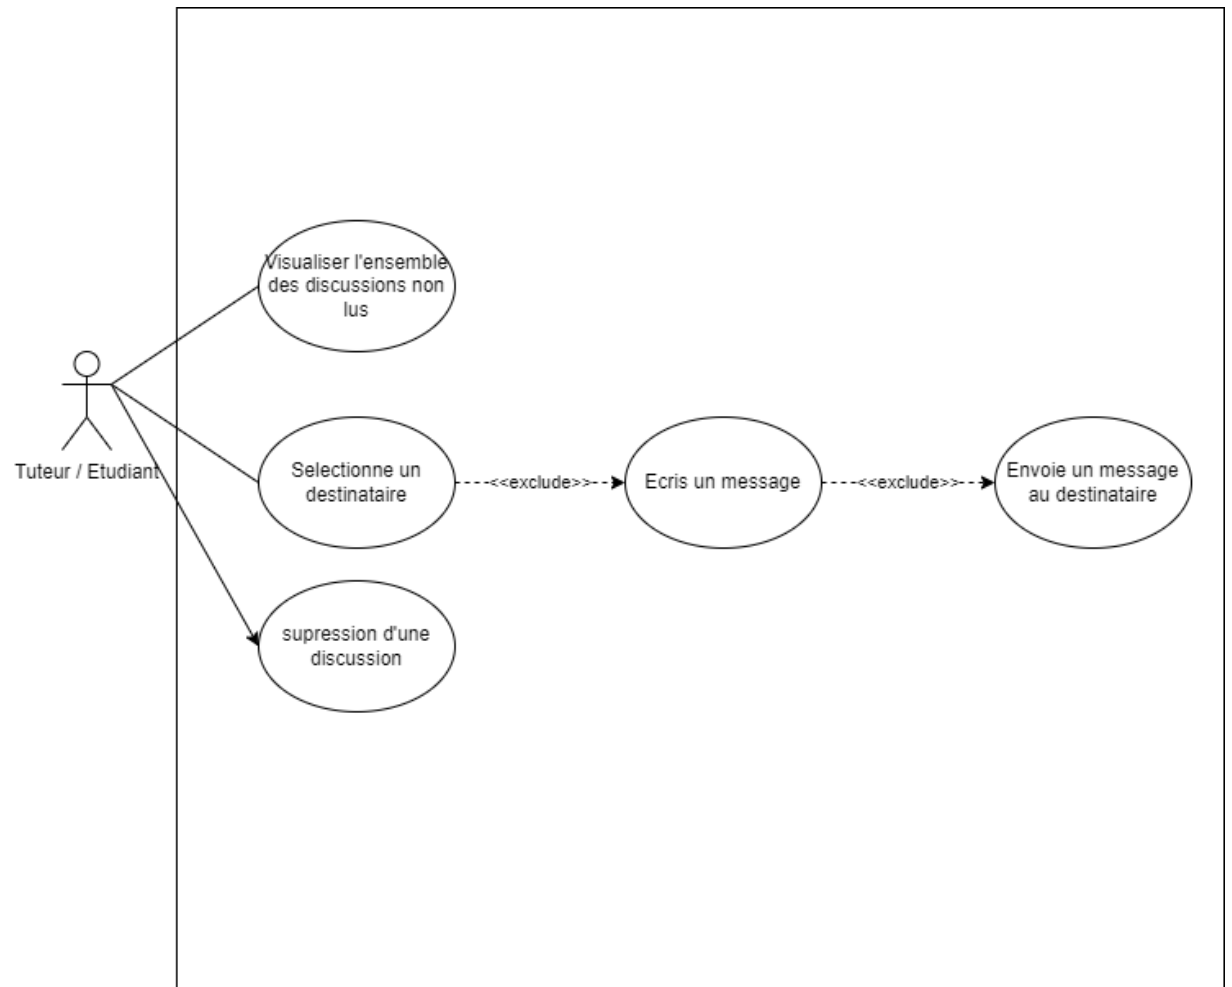 Visualiser l'ensemble
des discussions non
lus
Tuteur / Etudiant
Selectionne un
destinataire
<<exclude>>
Ecris un message
<<exclude>>
Envoie un message
au destinataire
supression d'une
discussion